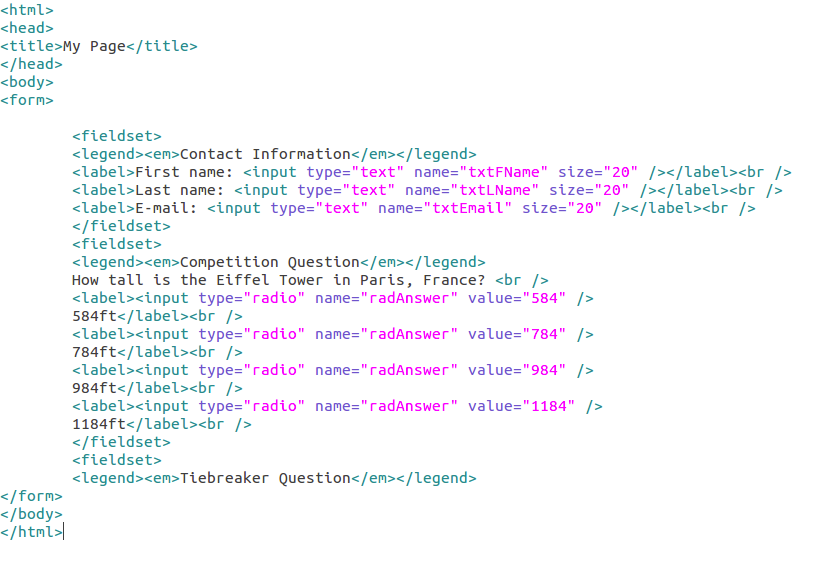 <html>
<head>
<title>My Page</title>
</head>
<body>
<form>

        <fieldset>
        <legend><em>Contact Information</em></legend>
        <label>First name: <input type="text" name="txtFName" size="20" /></label><br />
        <label>Last name: <input type="text" name="txtLName" size="20" /></label><br />
        <label>E-mail: <input type="text" name="txtEmail" size="20" /></label><br />
        </fieldset>
        <fieldset>
        <legend><em>Competition Question</em></legend>
        How tall is the Eiffel Tower in Paris, France? <br />
        <label><input type="radio" name="radAnswer" value="584" />
        584ft</label><br />
        <label><input type="radio" name="radAnswer" value="784" />
        784ft</label><br />
        <label><input type="radio" name="radAnswer" value="984" />
        984ft</label><br />
        <label><input type="radio" name="radAnswer" value="1184" />
        1184ft</label><br />
        </fieldset>
        <fieldset>
        <legend><em>Tiebreaker Question</em></legend>
</form>
</body>
</html>